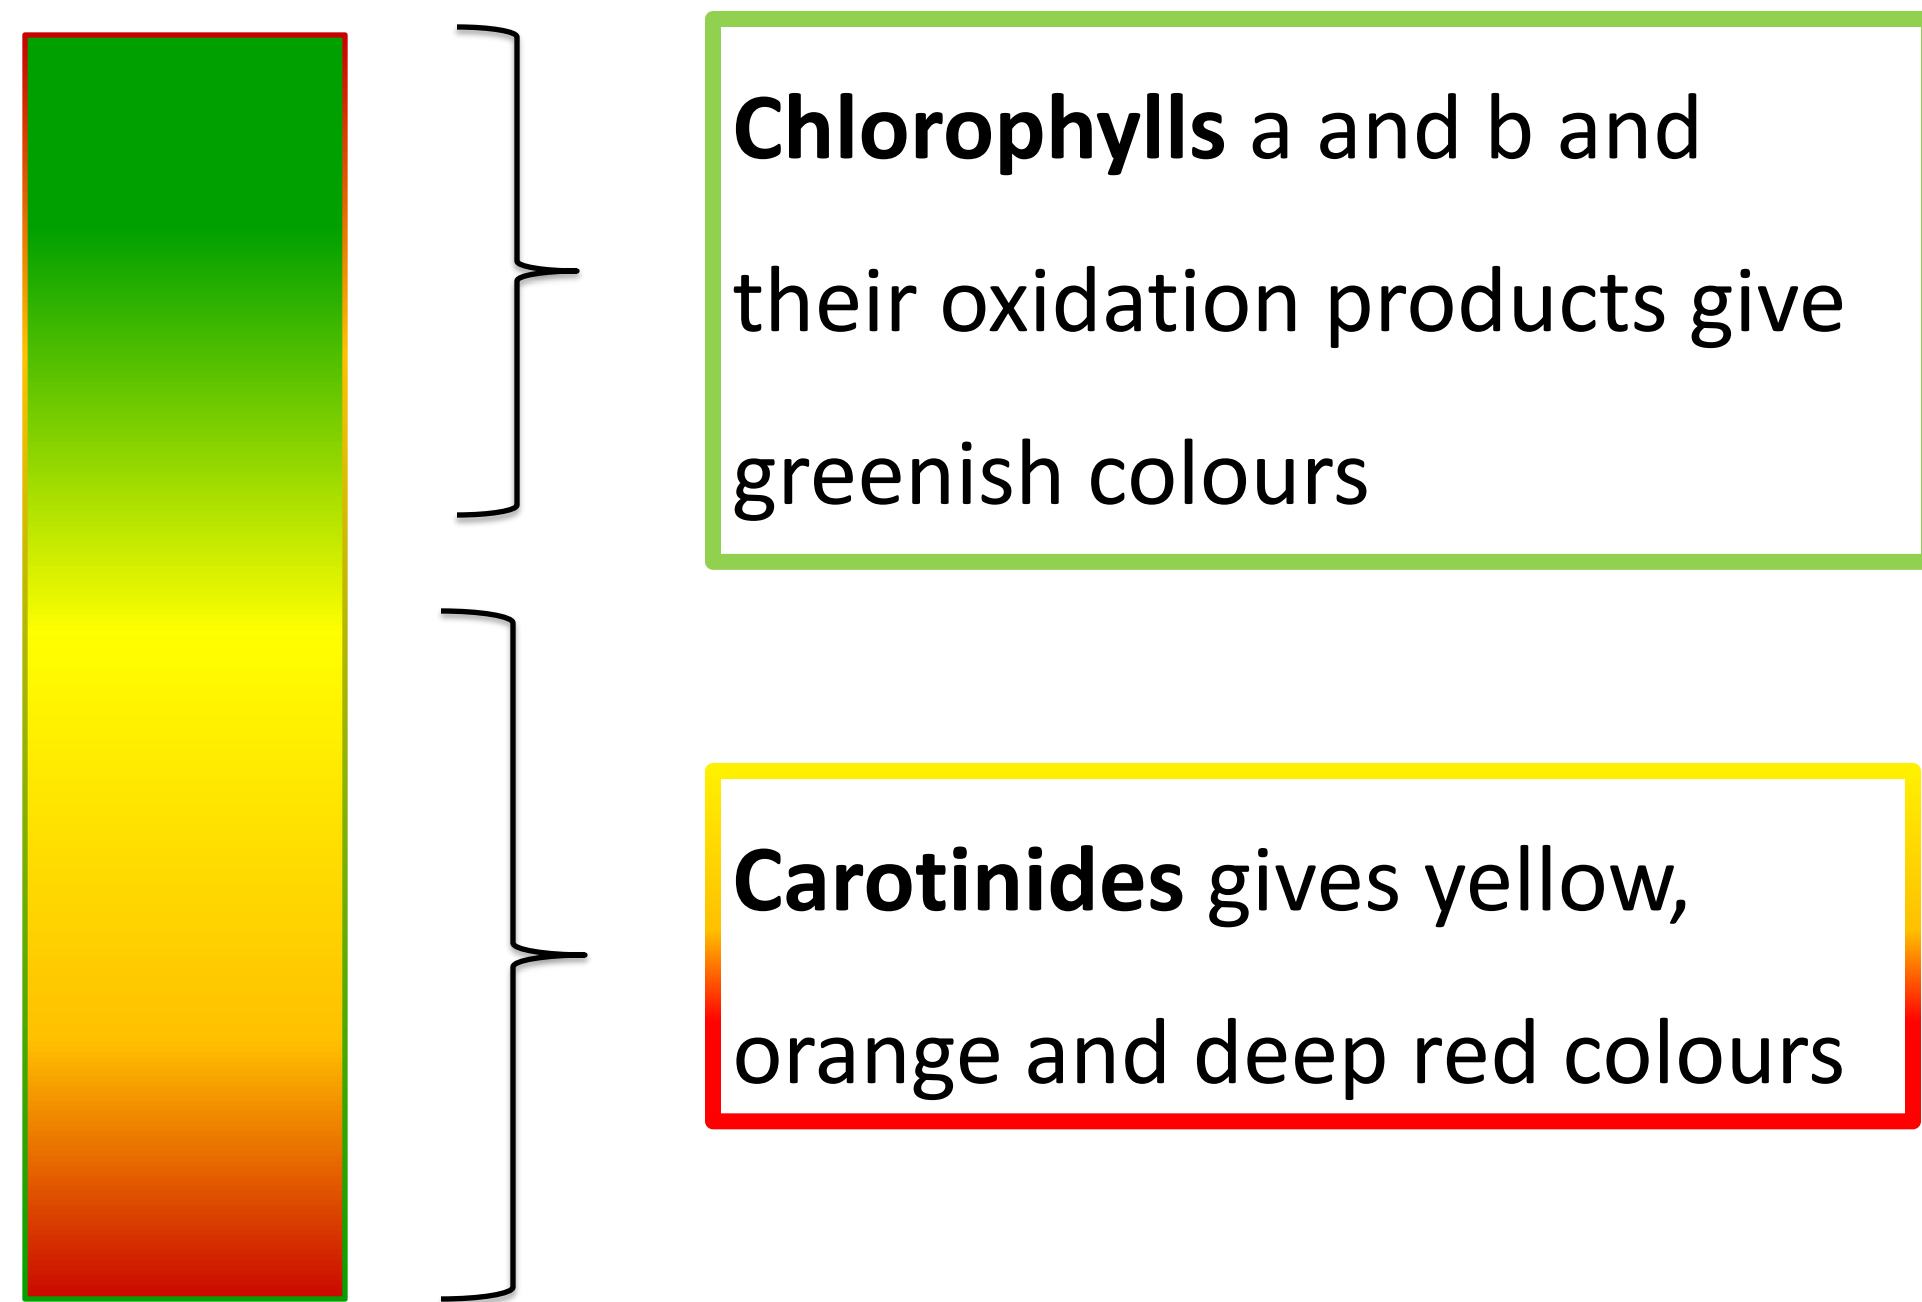 Chlorophylls a and b and
their oxidation products give
greenish colours
Carotinides gives yellow,
orange and deep red colours